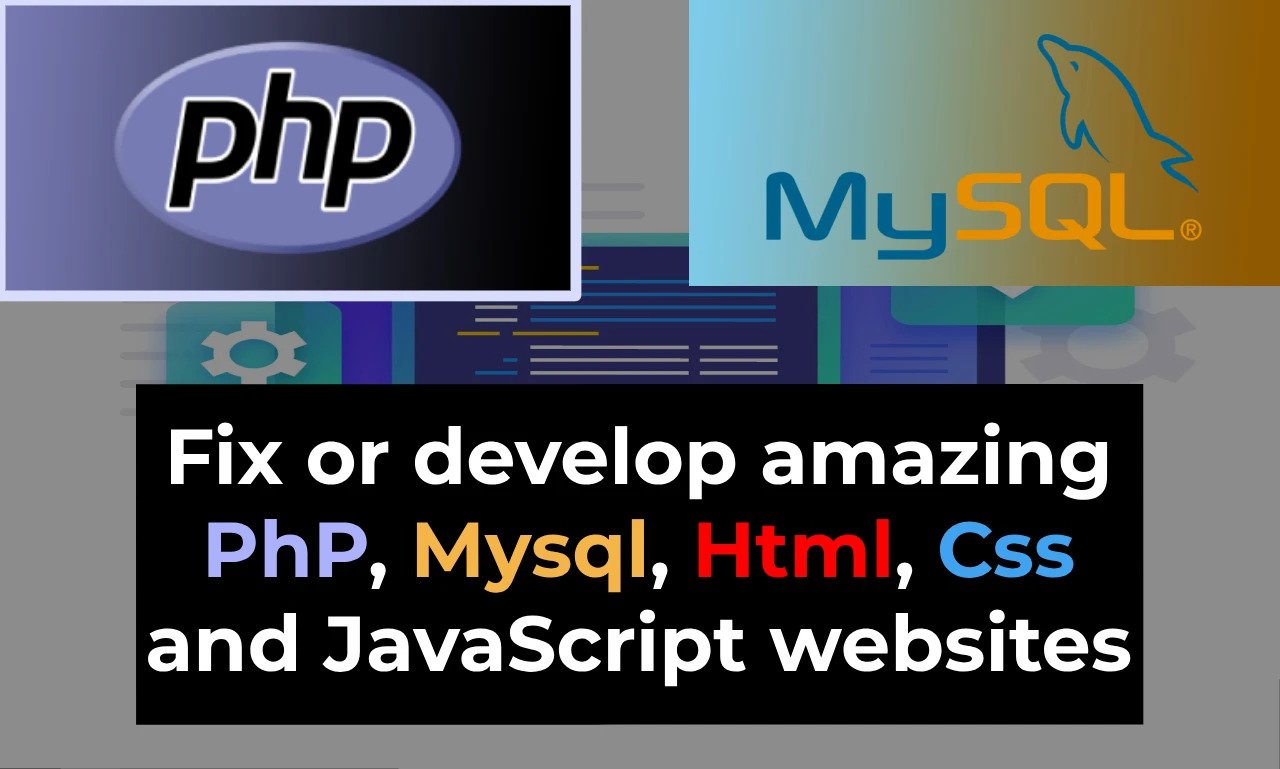 php
MySQL®
Fix or develop amazing
PhP, Mysql, Html, Css
and JavaScript websites